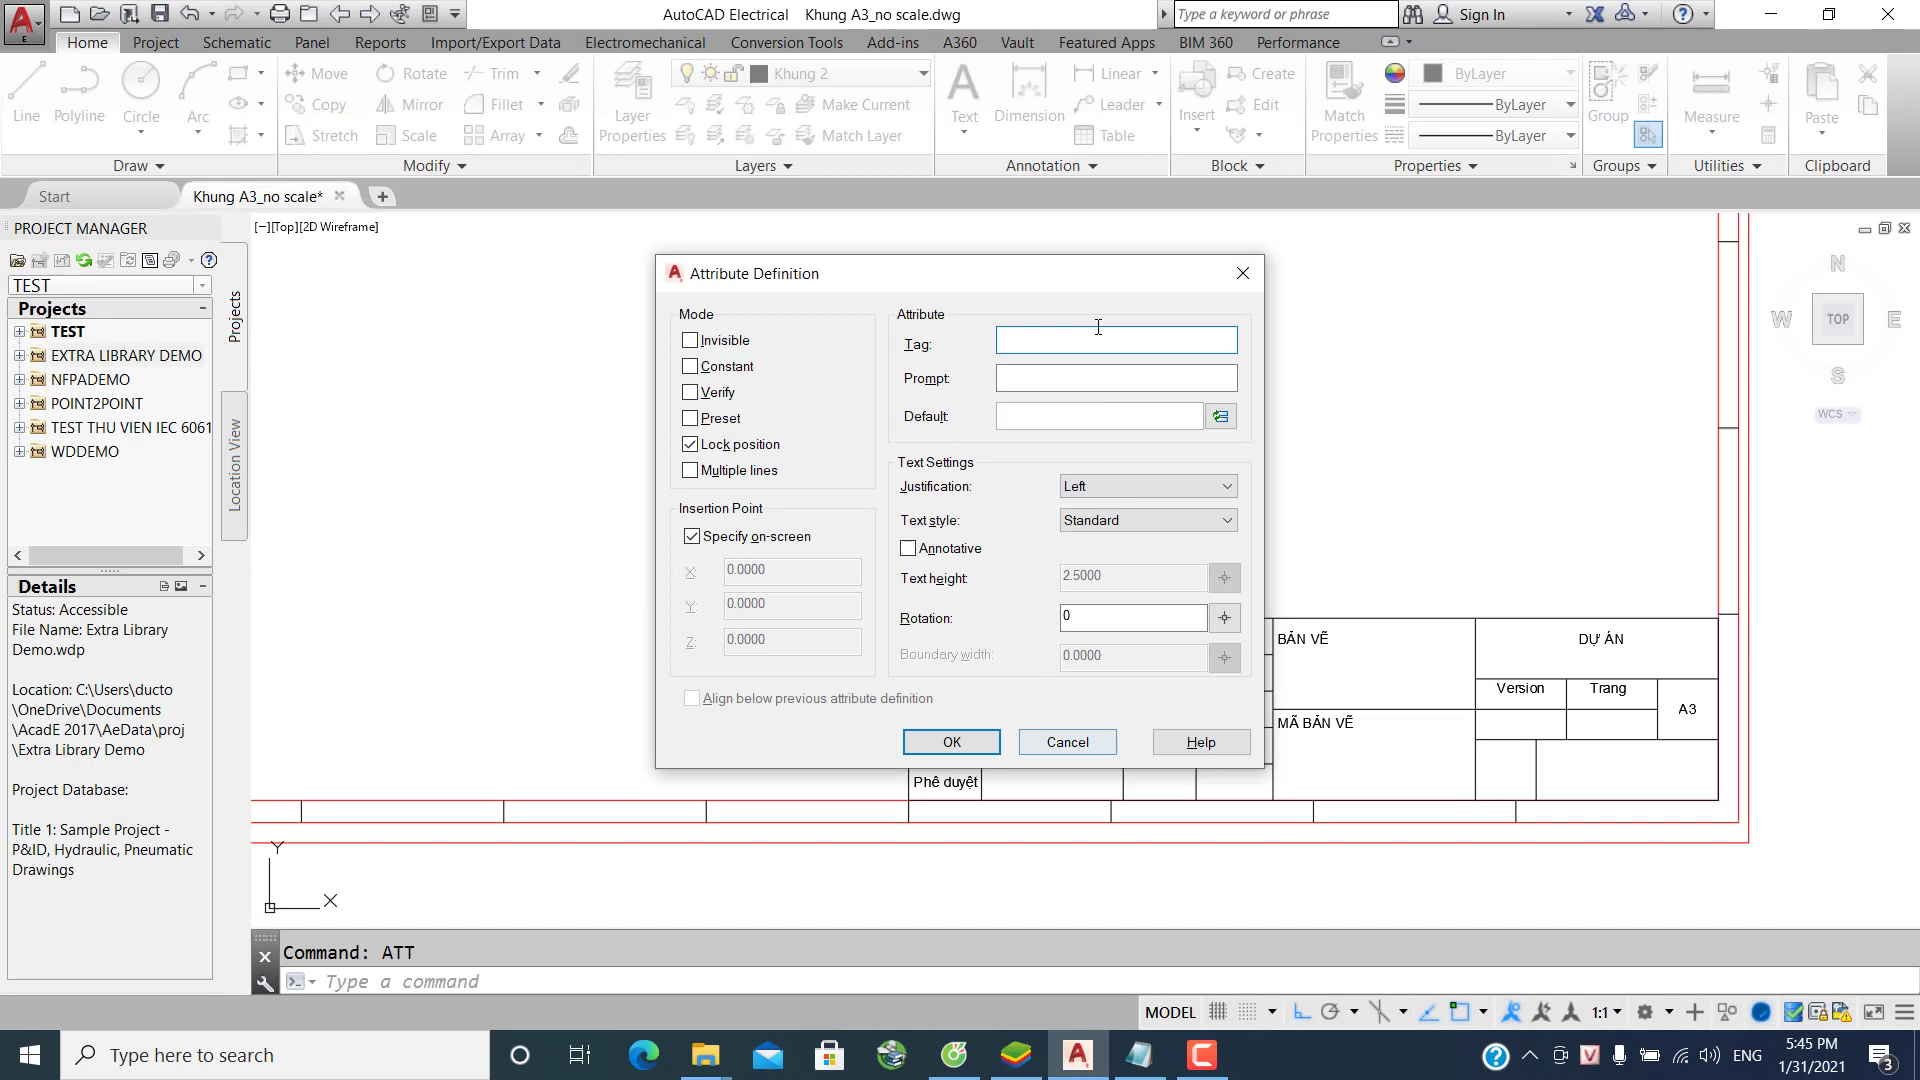 AutoCAD Electrical Khung A3_no scale.dwg
Type a keyword or phrase
Sign In
Home Project Schematic Panel Reports Import/Export Data Electromechanical Conversion Tools Add-ins A360 Vault Featured Apps BIM 360 Performance
Line
Polyline
Circle
Arc
Draw
Move
Rotate
Trim
Copy
Mirror
Fillet
Stretch
Scale
Array
Modify
Layer
Properties
Khung 2
Make Current
Match Layer
Layers
Text
Dimension
Linear
Leader
Table
Annotation
Insert
Create
Edit
Block
Match
Properties
ByLayer
ByLayer
ByLayer
Properties
Group
Groups
Measure
Utilities
Paste
Clipboard
Start
Khung A3_no scale*
PROJECT MANAGER
TEST
Projects
TEST
EXTRA LIBRARY DEMO
NFPADEMO
POINT2POINT
TEST THU VIEN IEC 6061
WDDEMO
Projects
Location View
Details
Status: Accessible
File Name: Extra Library
Demo.wdp
Location: C:\Users\ducto
\OneDrive\Documents
\AcadE 2017\AeData\proj
\Extra Library Demo
Project Database:
Title 1: Sample Project -
P&ID, Hydraulic, Pneumatic
Drawings
[−][Top][2D Wireframe]
N
W
TOP
E
S
WCS
Attribute Definition
Mode
Invisible
Constant
Verify
Preset
Lock position
Multiple lines
Attribute
Tag:
Prompt:
Default:
Insertion Point
Specify on-screen
X: 0.0000
Y: 0.0000
Z: 0.0000
Text Settings
Justification: Left
Text style: Standard
Annotative
Text height: 2.5000
Rotation: 0
Boundary width: 0.0000
Align below previous attribute definition
OK Cancel Help
BẢN VẼ
DỰ ÁN
Version Trang
A3
MÃ BẢN VẼ
Phê duyệt
Y
X
Command: ATT
Type a command
MODEL
1:1
Type here to search
ENG
5:45 PM
1/31/2021
3